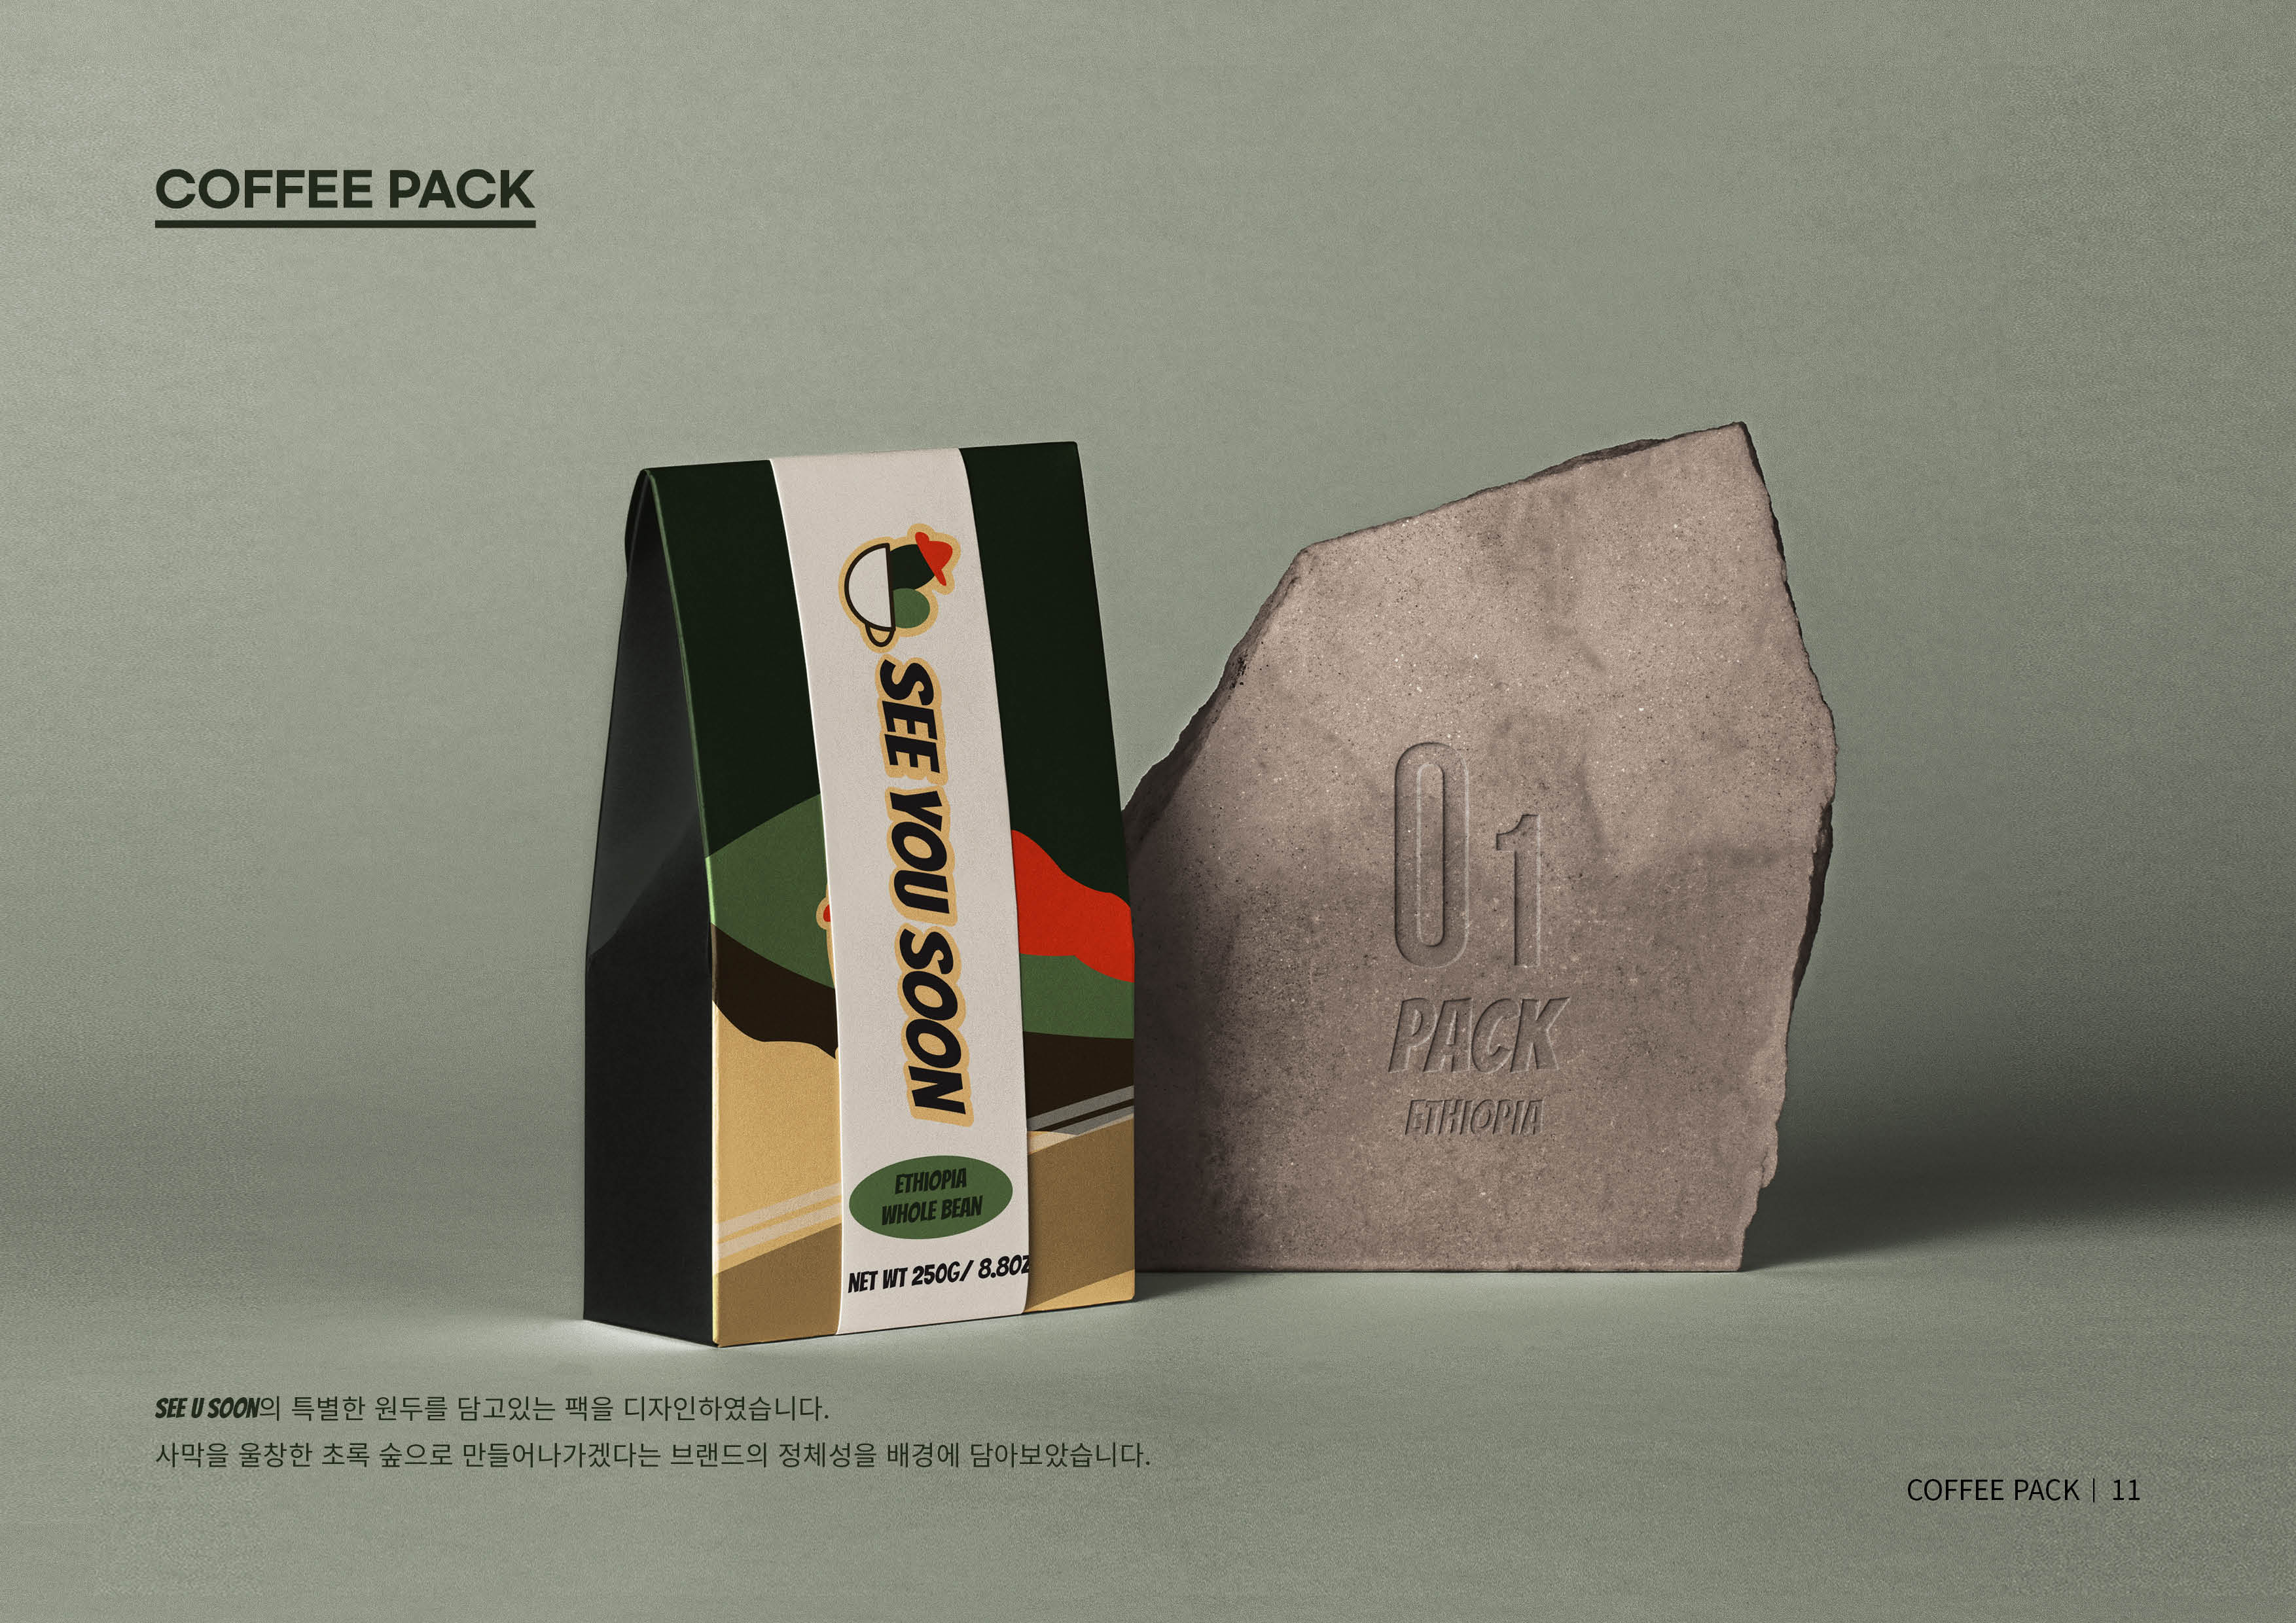 COFFEE PACK
SEE YOU SOON
ETHIOPIA
WHOLE BEAN
NET WT 250G/ 8.8OZ
01
PACK
ETHIOPIA
SEE U SOON의 특별한 원두를 담고있는 팩을 디자인하였습니다.
사막을 울창한 초록 숲으로 만들어나가겠다는 브랜드의 정체성을 배경에 담아보았습니다.
COFFEE PACK | 11